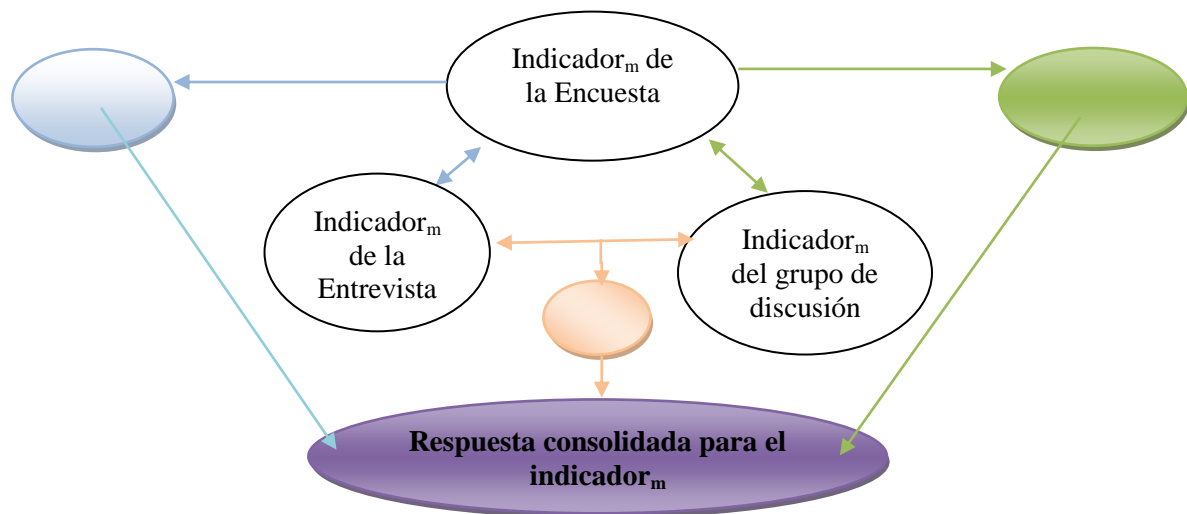 Indicadorm de
la Encuesta
Indicadorm
de la
Entrevista
Indicadorm
del grupo de
discusión
Respuesta consolidada para el
indicadorm